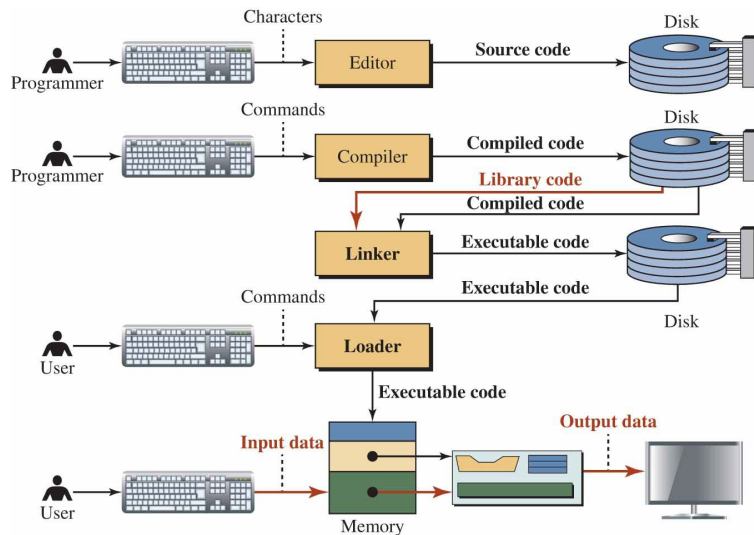 Characters
Disk
Editor
Source code
Programmer
Commands
Disk
Compiler
Compiled code
Programmer
Library code
Compiled code
Linker
Executable code
Executable code
Commands
Disk
Loader
User
Executable code
Input data
Output data
User
Memory